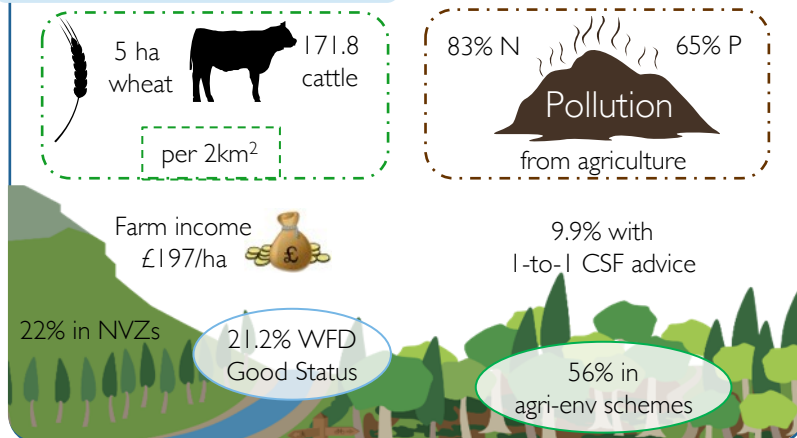 5 ha
wheat
171.8
cattle
per 2km²
83% N
65% P
Pollution
from agriculture
Farm income
£197/ha
£
9.9% with
1-to-1 CSF advice
22% in NVZs
21.2% WFD
Good Status
56% in
agri-env schemes